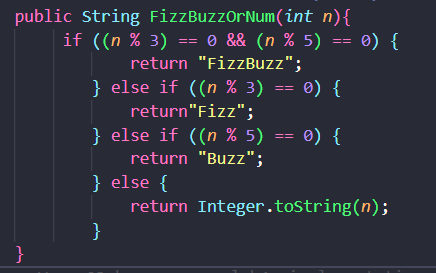 public String FizzBuzzOrNum(int n){
if ((n % 3) == 0 && (n % 5) == 0) {
return "FizzBuzz";
} else if ((n % 3) == 0) {
return"Fizz";
} else if ((n % 5) == 0) {
return "Buzz";
} else {
return Integer.toString(n);
}
}